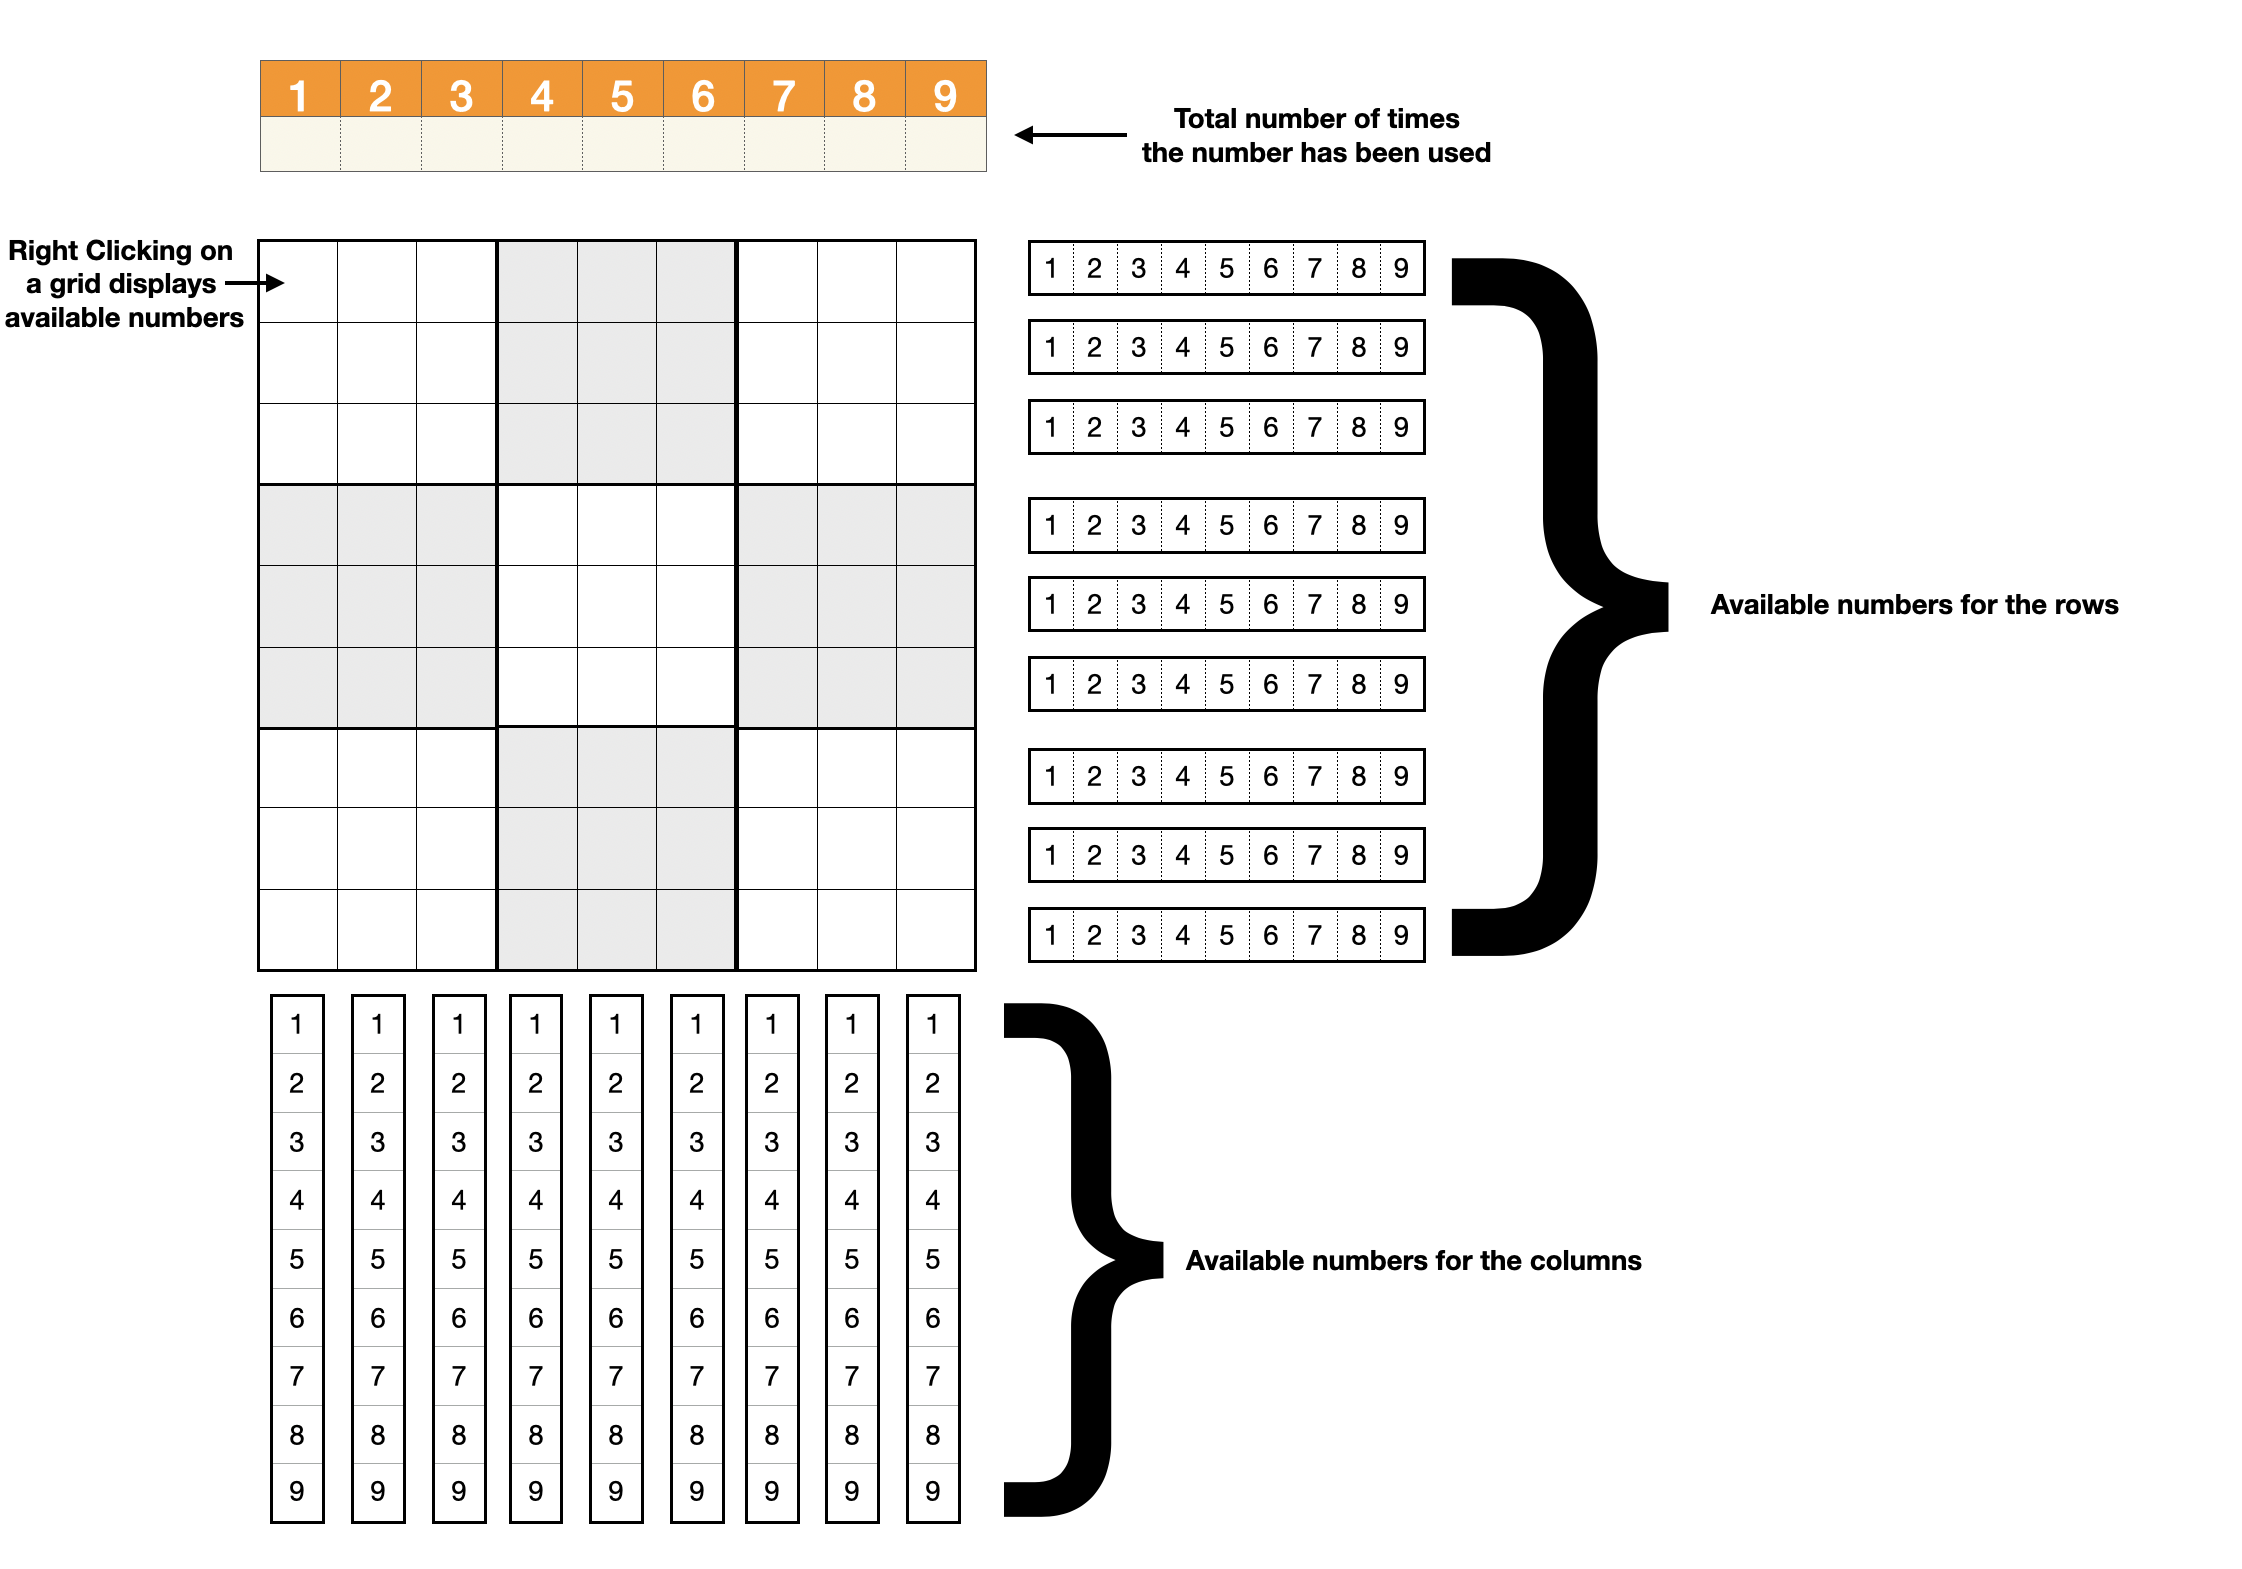 1 2 3 4 5 6 7 8 9
Total number of times
the number has been used
Right Clicking on
a grid displays
available numbers
1 2 3 4 5 6 7 8 9
1 2 3 4 5 6 7 8 9
1 2 3 4 5 6 7 8 9
1 2 3 4 5 6 7 8 9
1 2 3 4 5 6 7 8 9
1 2 3 4 5 6 7 8 9
1 2 3 4 5 6 7 8 9
1 2 3 4 5 6 7 8 9
1 2 3 4 5 6 7 8 9
}
Available numbers for the rows
1 1 1 1 1 1 1 1 1
2 2 2 2 2 2 2 2 2
3 3 3 3 3 3 3 3 3
4 4 4 4 4 4 4 4 4
5 5 5 5 5 5 5 5 5
6 6 6 6 6 6 6 6 6
7 7 7 7 7 7 7 7 7
8 8 8 8 8 8 8 8 8
9 9 9 9 9 9 9 9 9
}
Available numbers for the columns